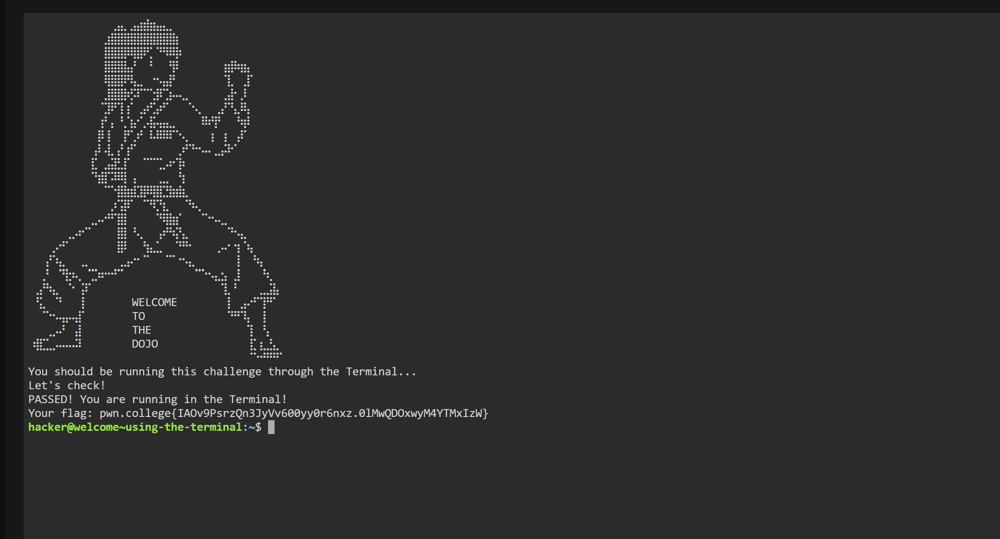 WELCOME
TO
THE
DOJO
You should be running this challenge through the Terminal...
Let's check!
PASSED! You are running in the Terminal!
Your flag: pwn.college{IAOv9PsrzQn3JyVv600yy0r6nxz.0lMwQDOxwyM4YTMxIzW}
hacker@welcome~using-the-terminal:~$